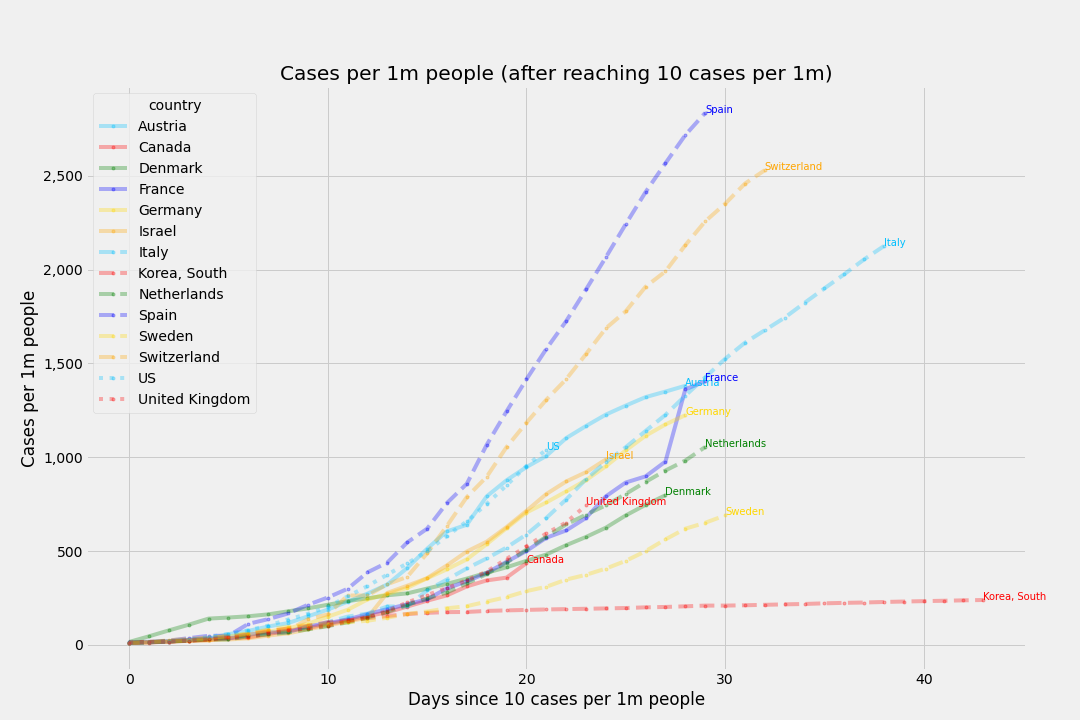 Cases per 1m people (after reaching 10 cases per 1m)
country
Austria
Canada
Denmark
France
Germany
Israel
Italy
Korea, South
Netherlands
Spain
Sweden
Switzerland
US
United Kingdom
Spain
Switzerland
Italy
France
Austria
Germany
Netherlands
US
Israel
Denmark
United Kingdom
Sweden
Canada
Korea, South
Cases per 1m people
2,500
2,000
1,500
1,000
500
0
0 10 20 30 40
Days since 10 cases per 1m people